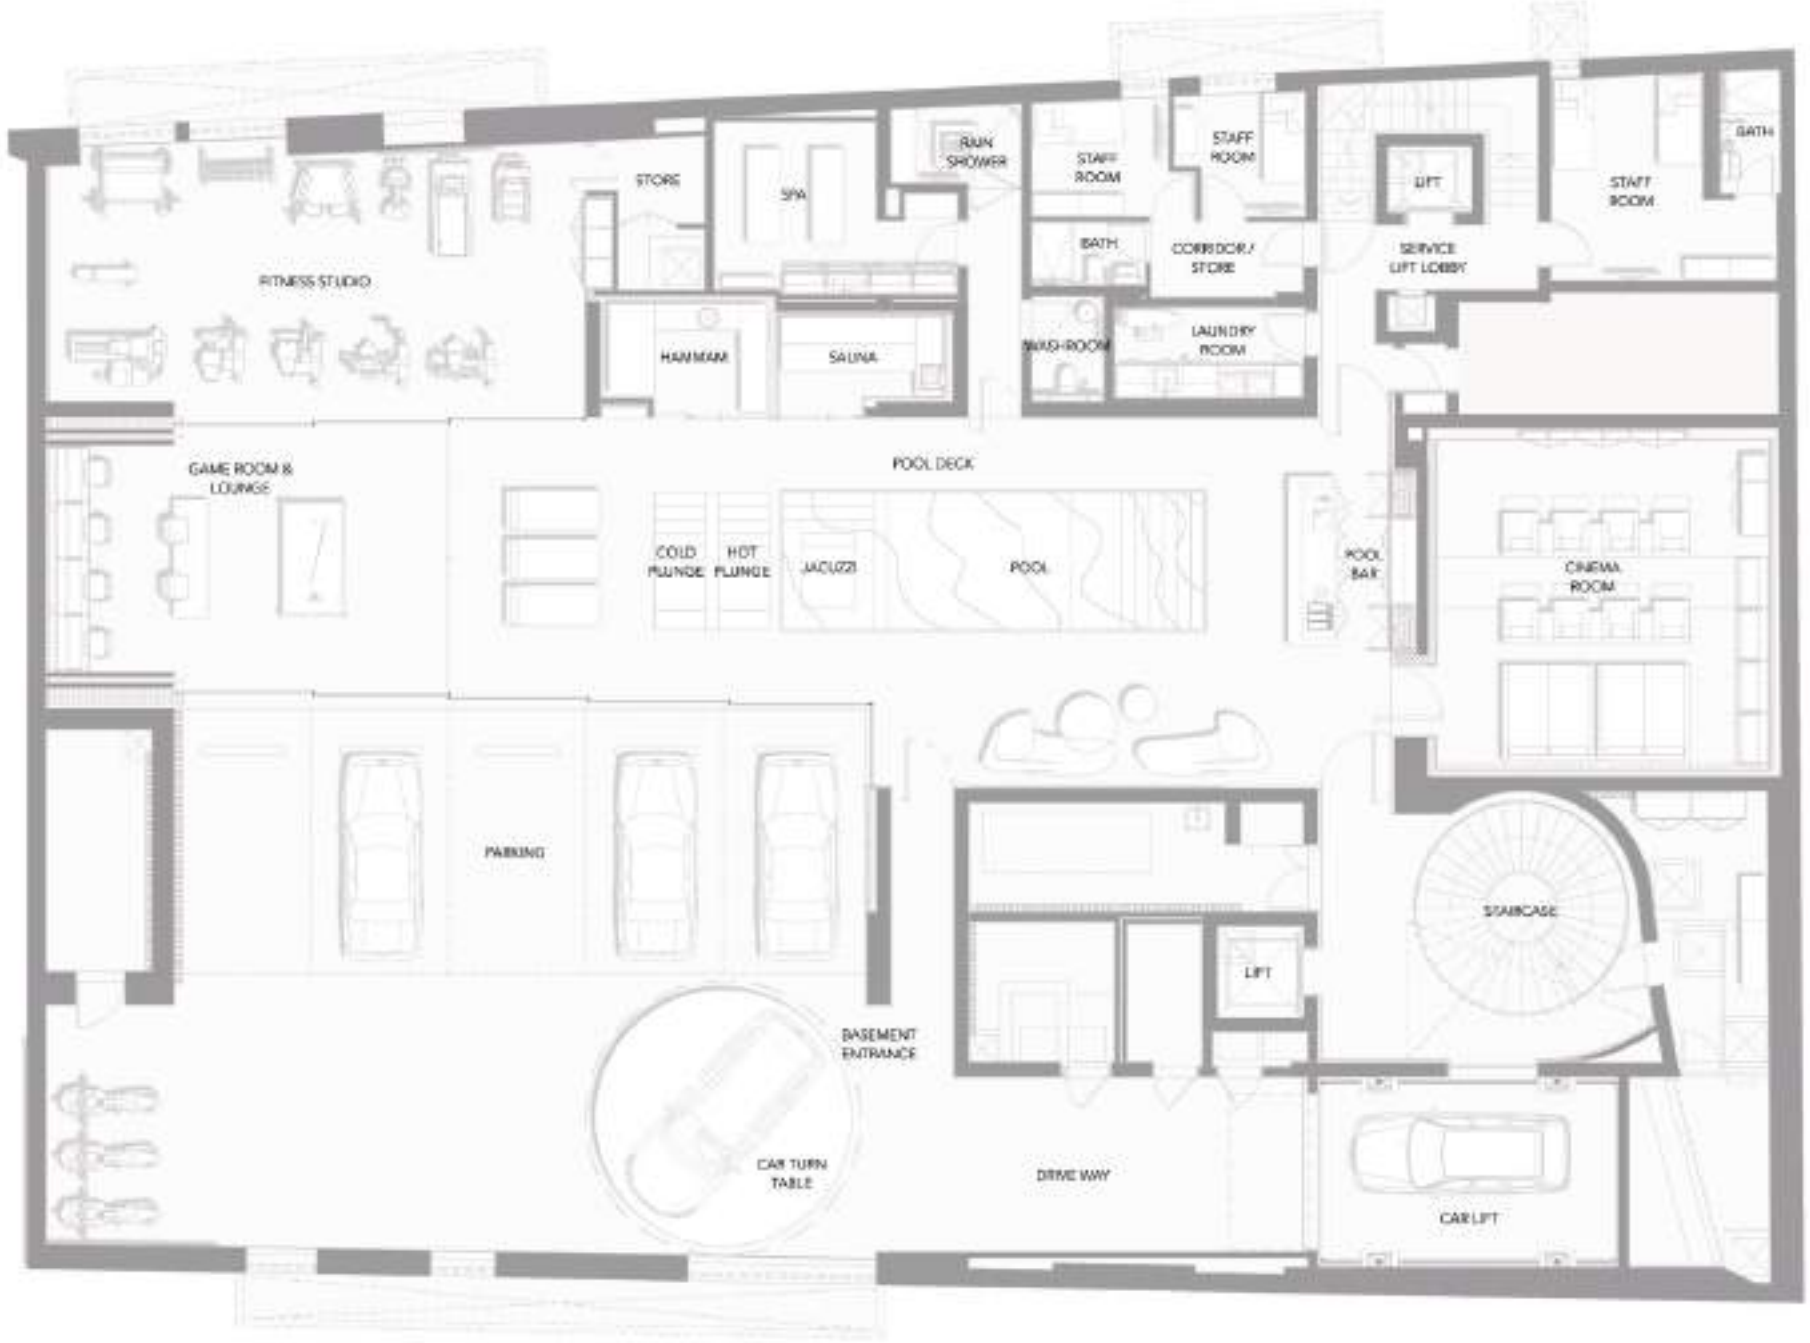 RAIN
SHOWER
STAFF
ROOM
STAFF
ROOM
BATH
LIFT
STORE
SPA
STAFF
ROOM
BATH
CORRIDOR /
STORE
SERVICE
LIFT LOBBY
FITNESS STUDIO
HAMMAM
SAUNA
WASHROOM
LAUNDRY
ROOM
GAME ROOM &
LOUNGE
POOL DECK
COLD
PLUNGE
HOT
PLUNGE
JACUZZI
POOL
POOL
BAR
CINEMA
ROOM
PARKING
STAIRCASE
LIFT
BASEMENT
ENTRANCE
CAR TURN
TABLE
DRIVE WAY
CAR LIFT